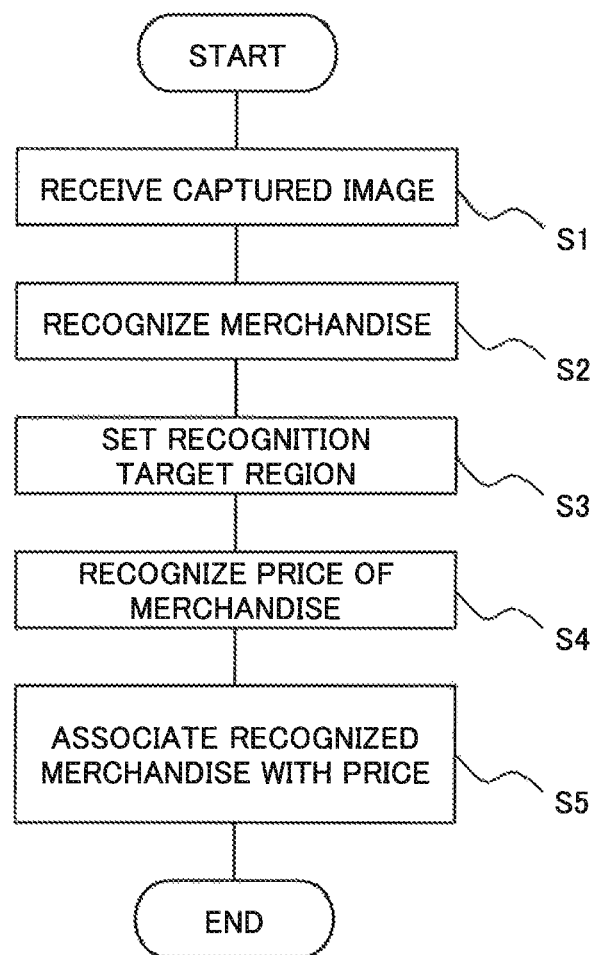 START
RECEIVE CAPTURED IMAGE
S1
RECOGNIZE MERCHANDISE
S2
SET RECOGNITION
TARGET REGION
S3
RECOGNIZE PRICE OF
MERCHANDISE
S4
ASSOCIATE RECOGNIZED
MERCHANDISE WITH PRICE
S5
END